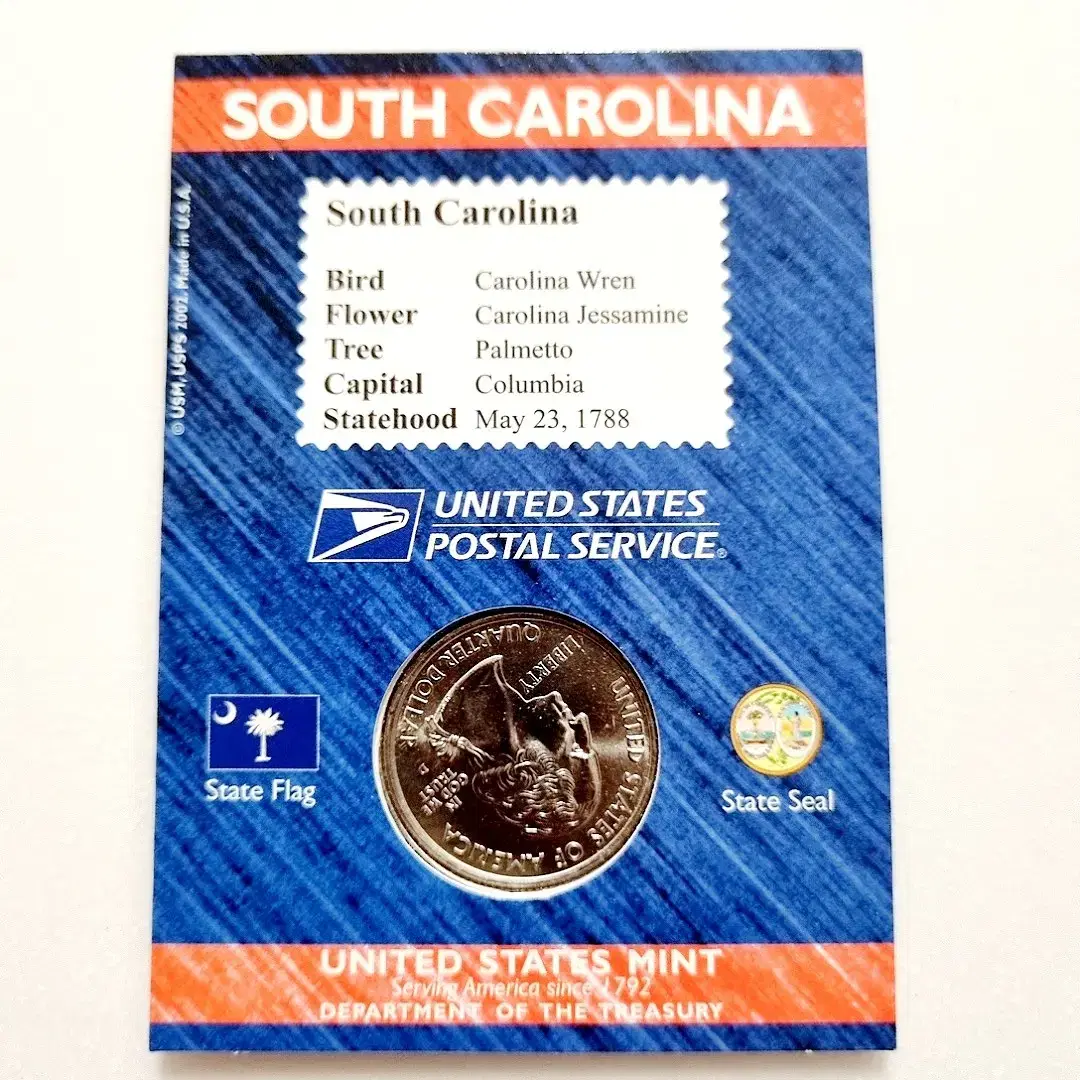 SOUTH CAROLINA
© USM, USPS 2002. Made in U.S.A.
South Carolina
Bird Carolina Wren
Flower Carolina Jessamine
Tree Palmetto
Capital Columbia
Statehood May 23, 1788
UNITED STATES
POSTAL SERVICE®
UNITED STATES OF AMERICA
LIBERTY
IN
GOD WE
TRUST
D
QUARTER DOLLAR
State Flag
State Seal
UNITED STATES MINT
Serving America since 1792
DEPARTMENT OF THE TREASURY